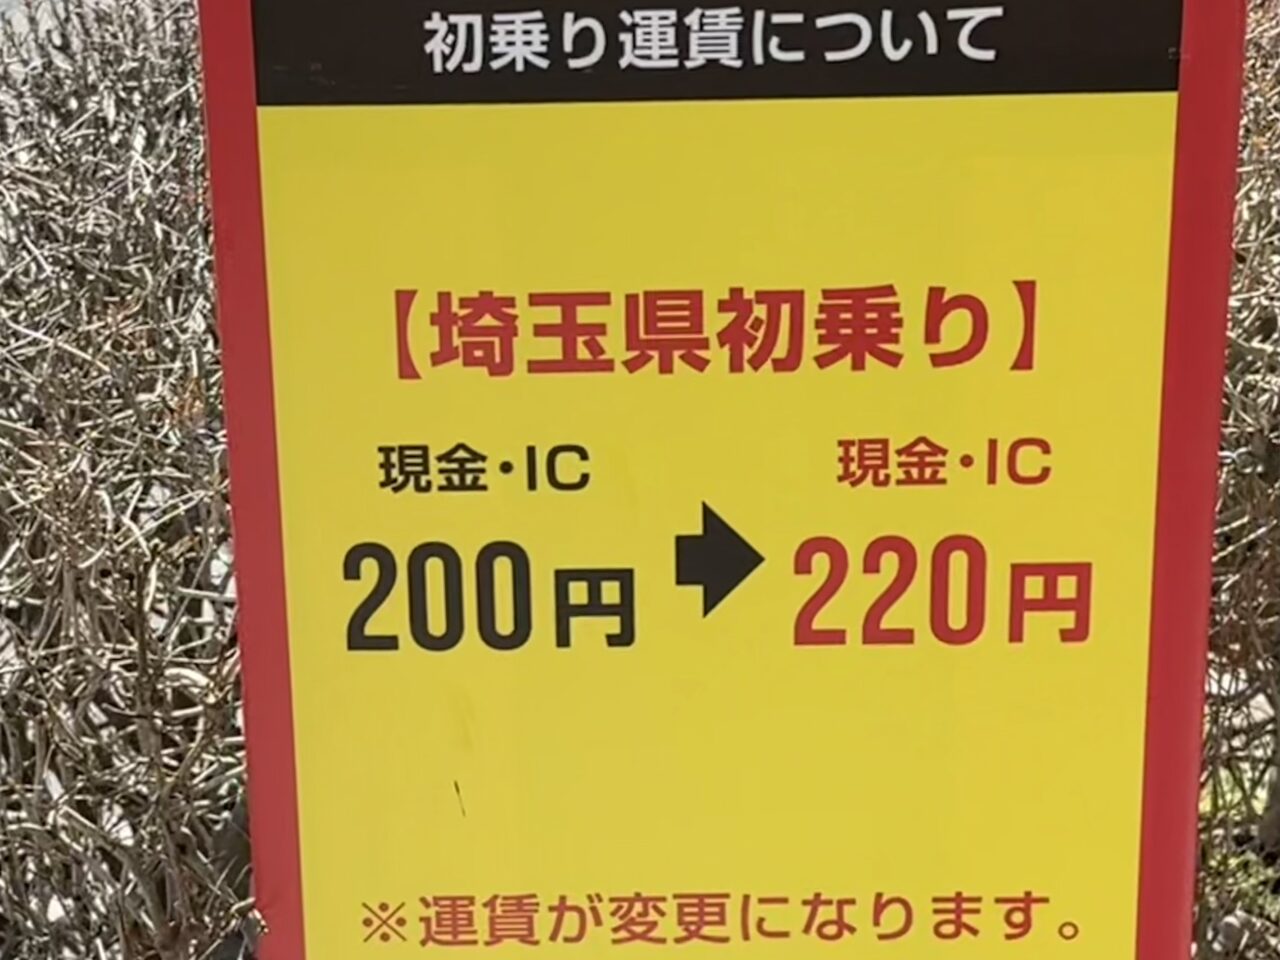 初乗り運賃について
【埼玉県初乗り】
現金・IC
200円
➡
現金・IC
220円
※運賃が変更になります。